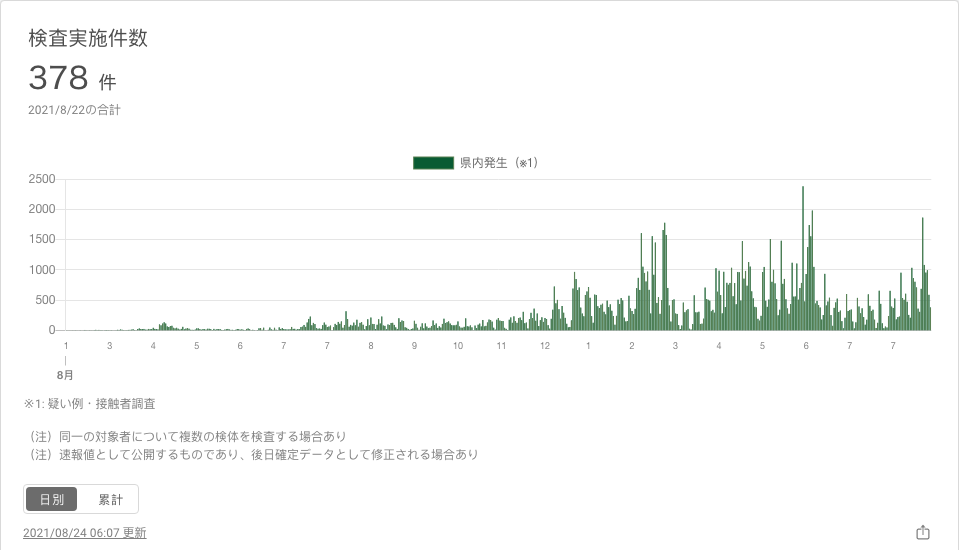 検査実施件数
378 件
2021/8/22の合計
県内発生（※1）
2500
2000
1500
1000
500
0
1 3 4 5 6 7 7 8 9 10 11 12 1 2 3 4 5 6 7 7
8月
※1: 疑い例・接触者調査
（注）同一の対象者について複数の検体を検査する場合あり
（注）速報値として公開するものであり、後日確定データとして修正される場合あり
日別 累計
2021/08/24 06:07 更新